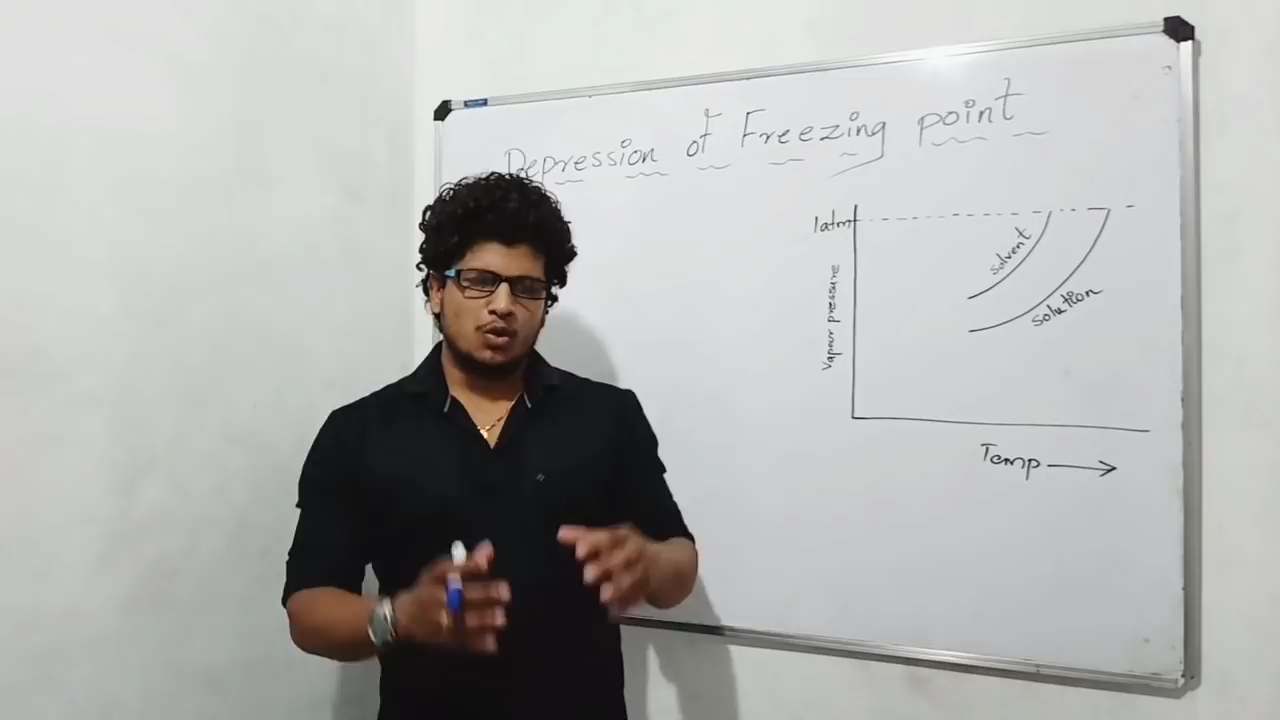 Depression of Freezing point
1atm
solvent
Vapour pressure
solution
Temp